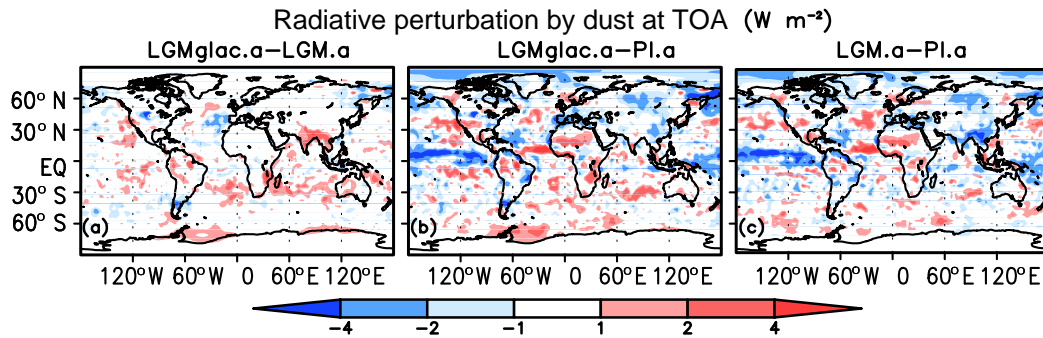 Radiative perturbation by dust at TOA (W m⁻²)
LGMglac.a−LGM.a LGMglac.a−PI.a LGM.a−PI.a
60° N
30° N
EQ
30° S
60° S
(a) (b) (c)
120°W 60°W 0 60°E 120°E 120°W 60°W 0 60°E 120°E 120°W 60°W 0 60°E 120°E
−4 −2 −1 1 2 4